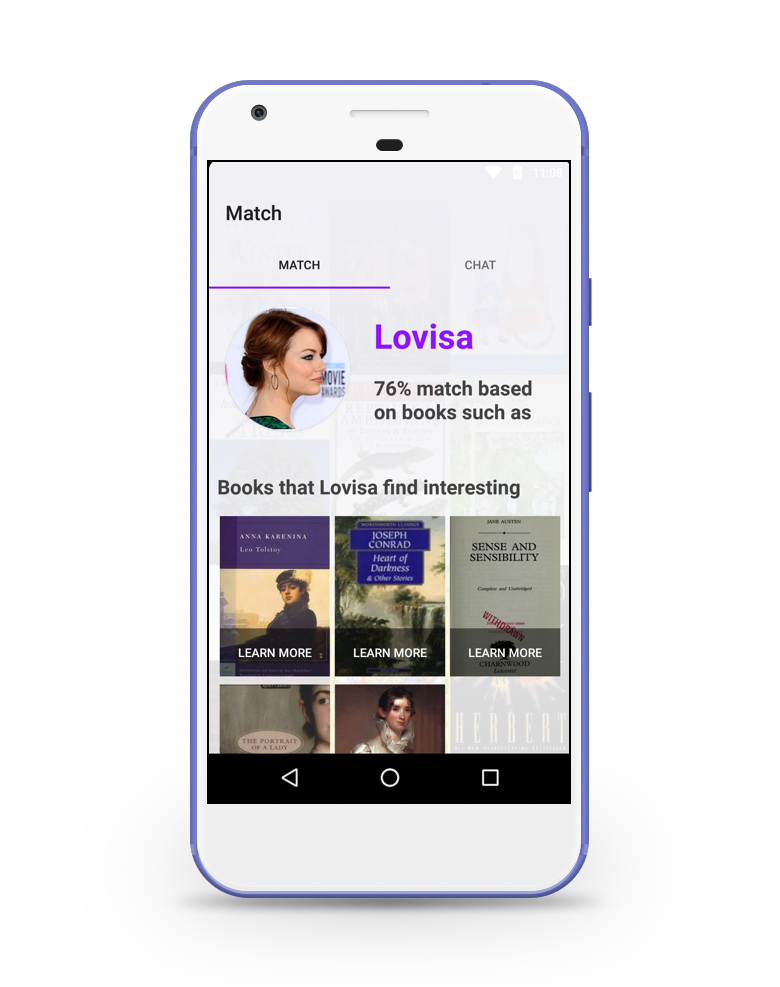 11:08
Match
MATCH
CHAT
MOVIE
AWARDS
Lovisa
76% match based
on books such as
Books that Lovisa find interesting
ANNA KARENINA
Leo Tolstoy
LEARN MORE
WORDSWORTH CLASSICS
JOSEPH
CONRAD
Heart of
Darkness
& Other Stories
LEARN MORE
JANE AUSTEN
SENSE AND
SENSIBILITY
Complete and Unabridged
WITHDRAWN
LEARN MORE
CHARNWOOD
Leicester
THE PORTRAIT
OF A LADY
HERBERT